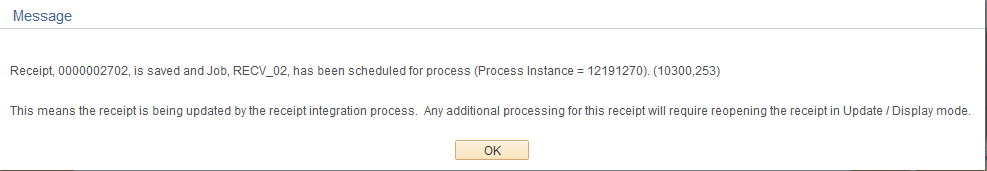 Message
Receipt, 0000002702, is saved and Job, RECV_02, has been scheduled for process (Process Instance = 12191270). (10300,253)
This means the receipt is being updated by the receipt integration process.  Any additional processing for this receipt will require reopening the receipt in Update / Display mode.
OK